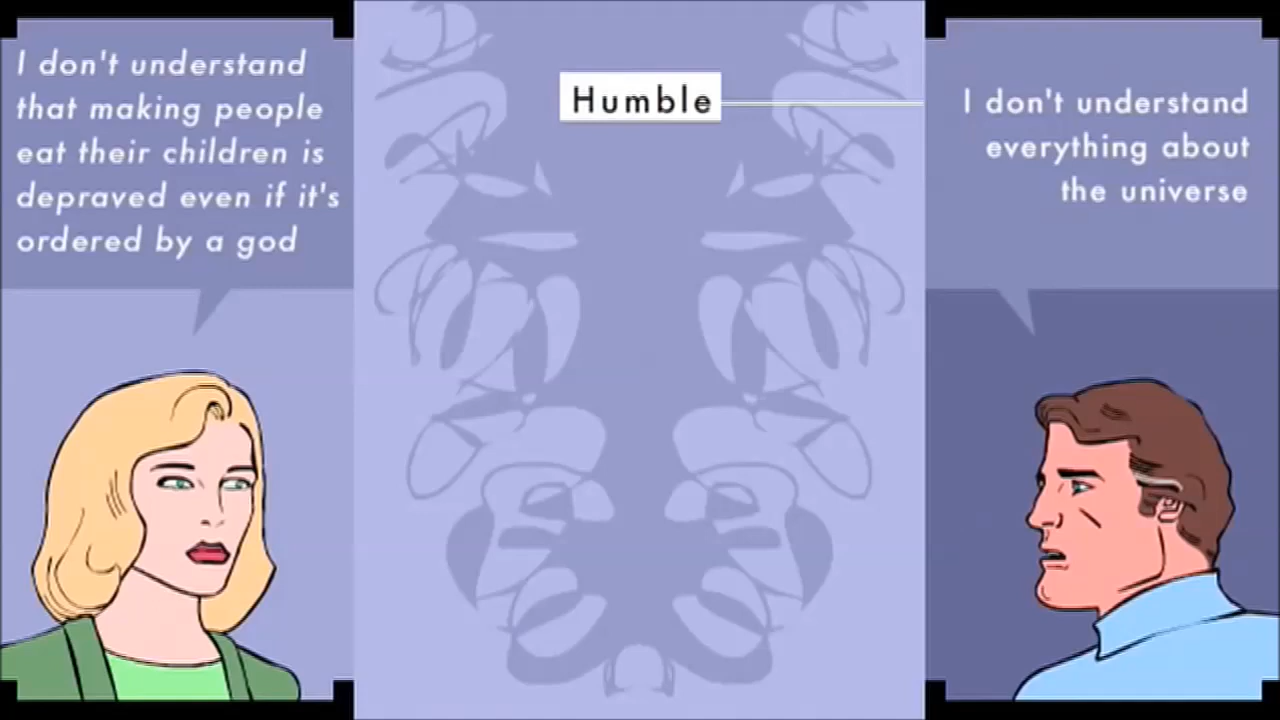 I don't understand
that making people
eat their children is
depraved even if it's
ordered by a god
Humble
I don't understand
everything about
the universe